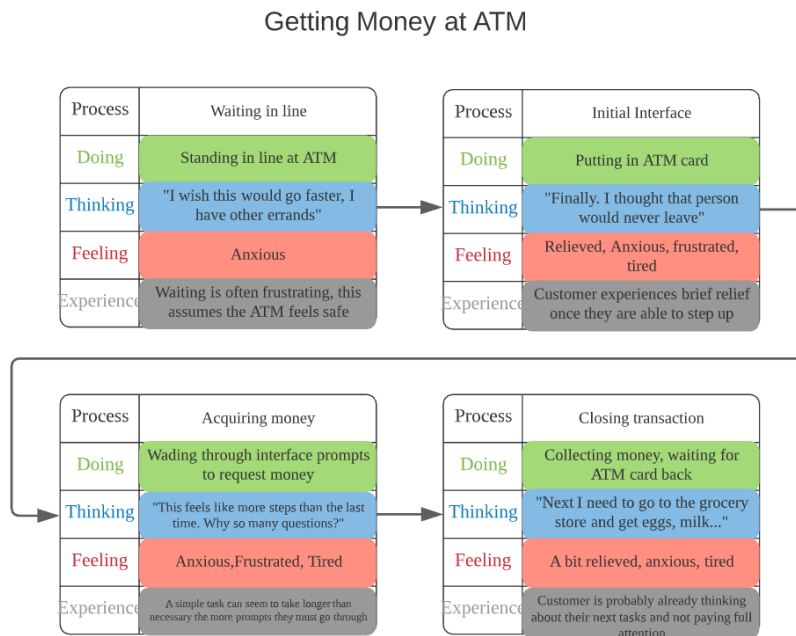 Getting Money at ATM
Process
Waiting in line
Doing
Standing in line at ATM
Thinking
"I wish this would go faster, I
have other errands"
Feeling
Anxious
Experience
Waiting is often frustrating, this
assumes the ATM feels safe
Process
Initial Interface
Doing
Putting in ATM card
Thinking
"Finally. I thought that person
would never leave"
Feeling
Relieved, Anxious, frustrated,
tired
Experience
Customer experiences brief relief
once they are able to step up
Process
Acquiring money
Doing
Wading through interface prompts
to request money
Thinking
"This feels like more steps than the last
time. Why so many questions?"
Feeling
Anxious,Frustrated, Tired
Experience
A simple task can seem to take longer than
necessary the more prompts they must go through
Process
Closing transaction
Doing
Collecting money, waiting for
ATM card back
Thinking
"Next I need to go to the grocery
store and get eggs, milk..."
Feeling
A bit relieved, anxious, tired
Experience
Customer is probably already thinking
about their next tasks and not paying full
attention